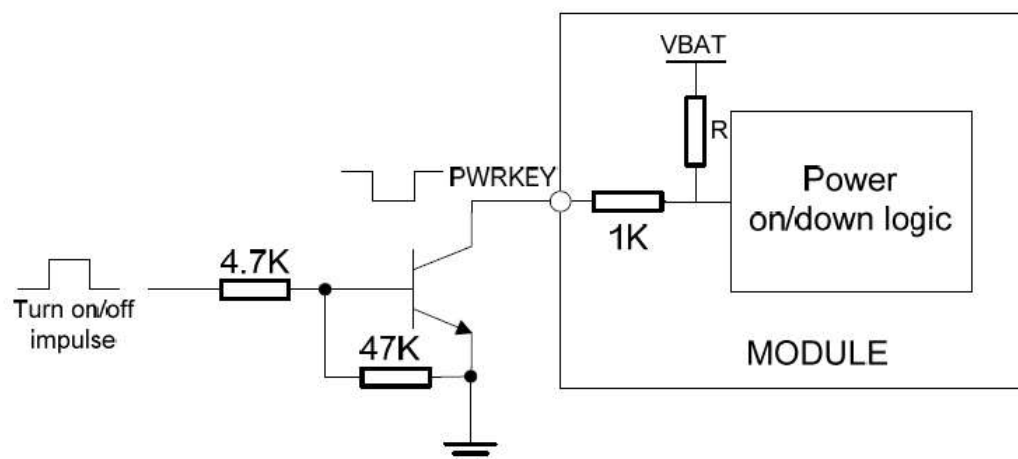 VBAT
R
PWRKEY
Power
on/down logic
1K
4.7K
Turn on/off
impulse
47K
MODULE